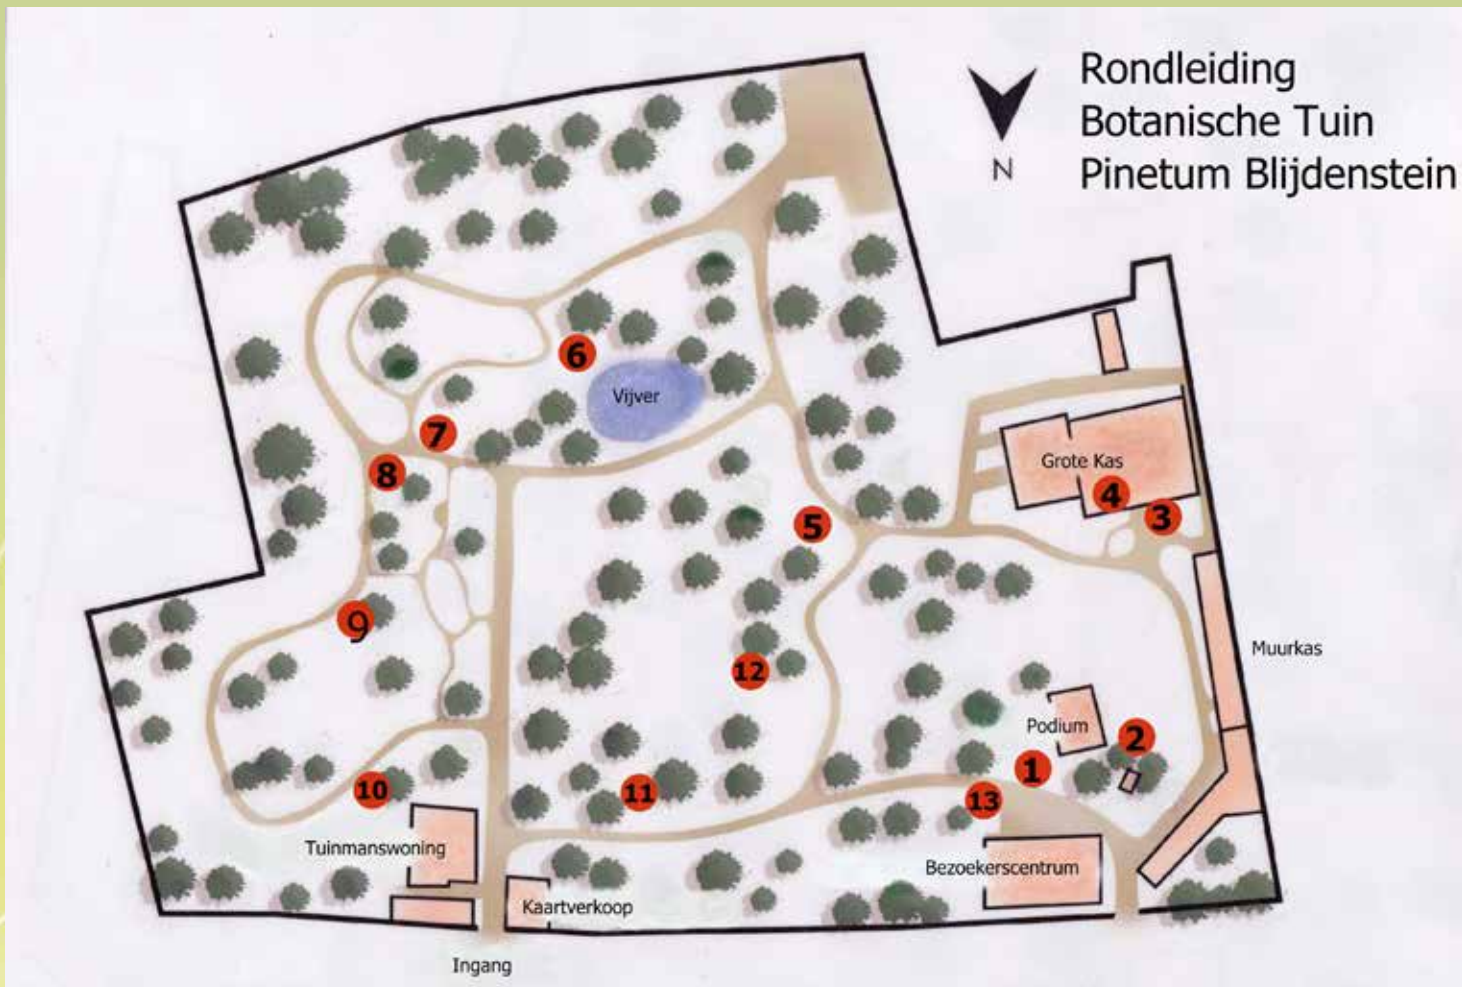 Rondleiding
Botanische Tuin
Pinetum Blijdenstein
N
6
Vijver
7
8
Grote Kas
4
3
5
9
12
Muurkas
Podium
2
1
10
11
13
Tuinmanswoning
Bezoekerscentrum
Kaartverkoop
Ingang